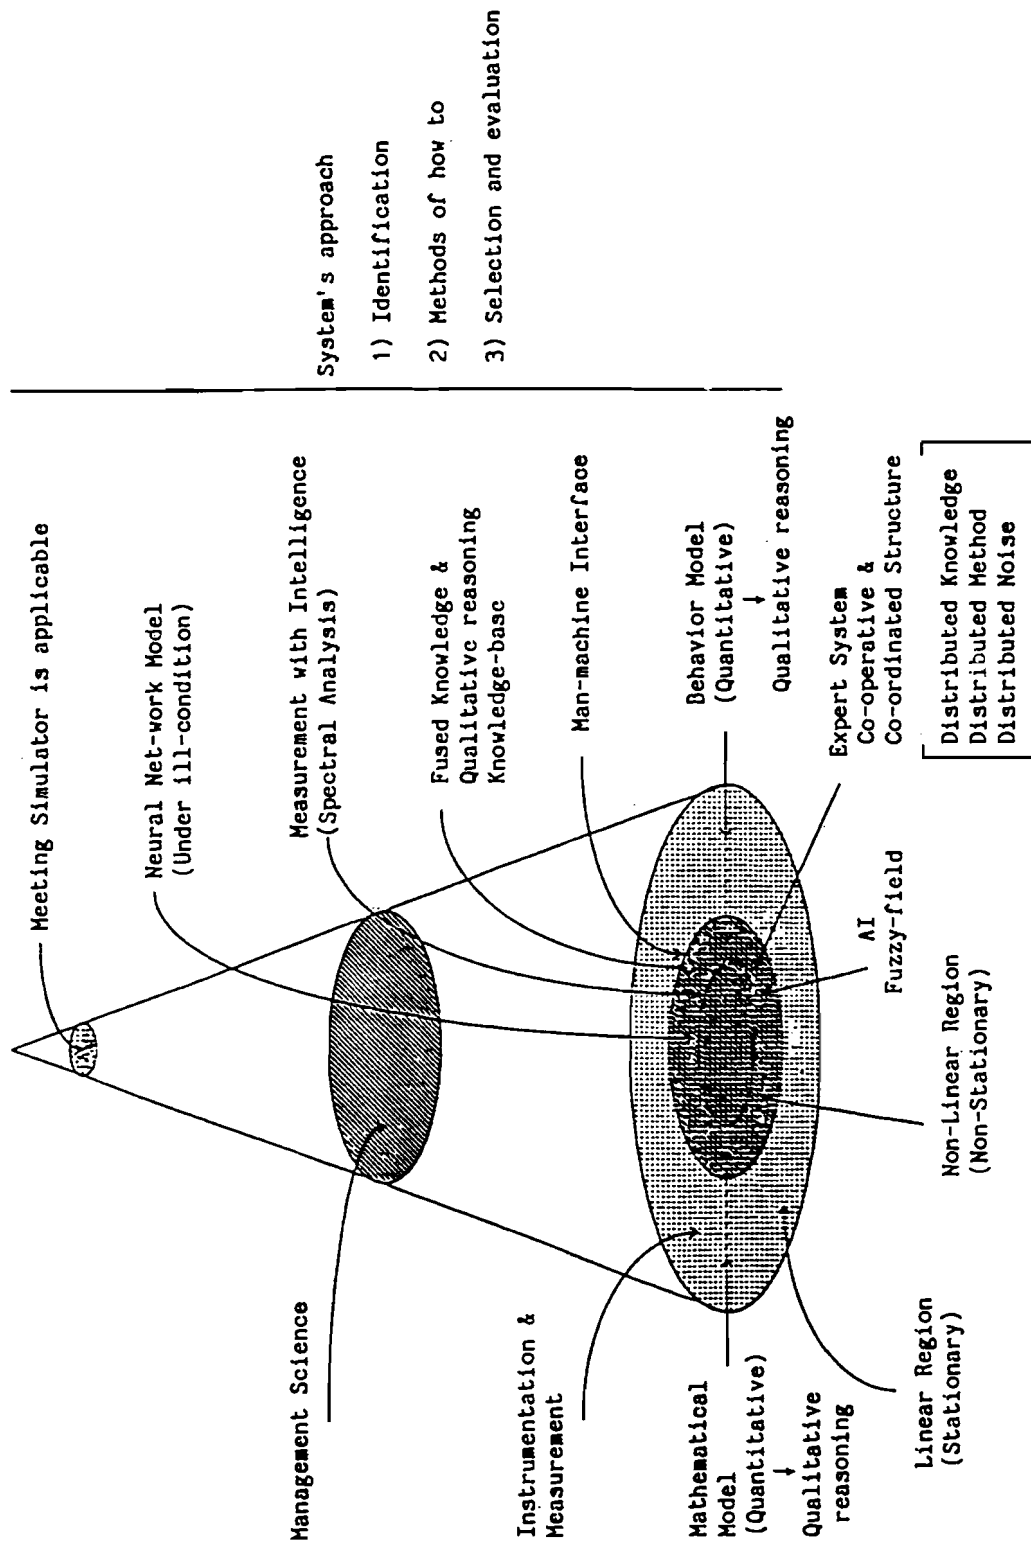 Meeting Simulator is applicable
Neural Net-work Model
(Under ill-condition)
Management Science
Measurement with Intelligence
(Spectral Analysis)
Fused Knowledge &
Qualitative reasoning
Knowledge-base
Instrumentation &
Measurement
Man-machine Interface
Mathematical
Model
(Quantitative)
↓
Qualitative
reasoning
Behavior Model
(Quantitative)
↓
Qualitative reasoning
Linear Region
(Stationary)
Non-Linear Region
(Non-Stationary)
AI
Fuzzy-field
Expert System
Co-operative &
Co-ordinated Structure
Distributed Knowledge
Distributed Method
Distributed Noise
System's approach
1) Identification
2) Methods of how to
3) Selection and evaluation